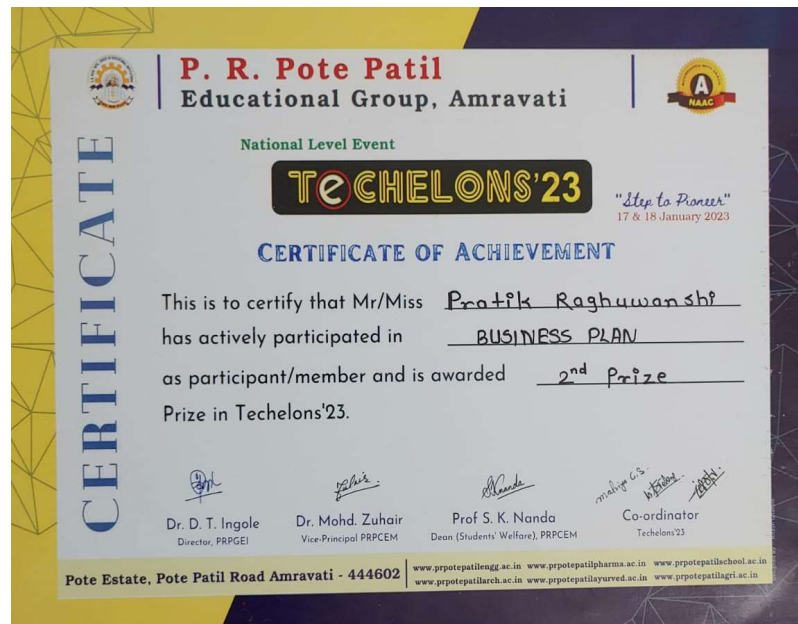 P. R. Pote Patil
Educational Group, Amravati
A
NAAC
National Level Event
TeCHELONS'23
"Step to Pioneer"
17 & 18 January 2023
CERTIFICATE
CERTIFICATE OF ACHIEVEMENT
This is to certify that Mr/Miss Pratik Raghuwanshi
has actively participated in BUSINESS PLAN
as participant/member and is awarded 2nd Prize
Prize in Techelons'23.
Dr. D. T. Ingole
Director, PRPGEI
Dr. Mohd. Zuhair
Vice-Principal PRPCEM
Prof S. K. Nanda
Dean (Students' Welfare), PRPCEM
Co-ordinator
Techelons'23
Pote Estate, Pote Patil Road Amravati - 444602
www.prpotepatilengg.ac.in www.prpotepatilpharma.ac.in www.prpotepatilschool.ac.in
www.prpotepatilarch.ac.in www.prpotepatilayurved.ac.in www.prpotepatilagri.ac.in